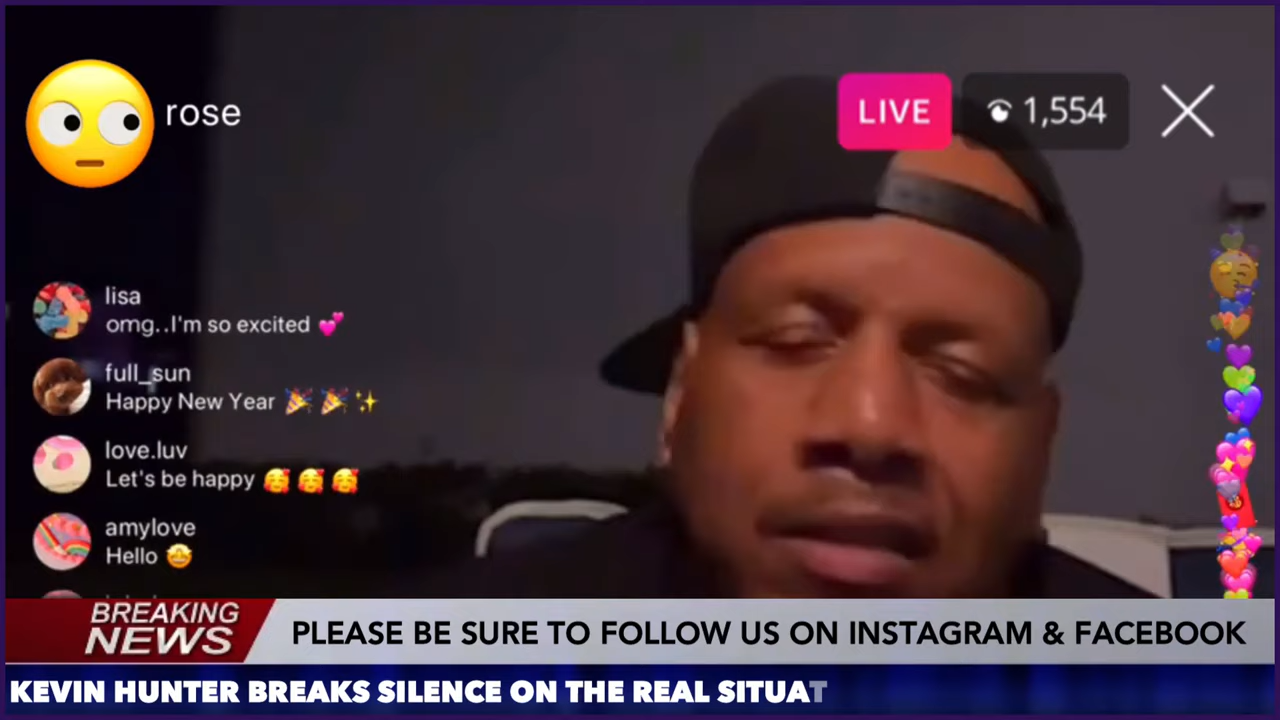 rose
LIVE
1,554
lisa
omg..I'm so excited 💕
full_sun
Happy New Year 🎉 🎉 ✨
love.luv
Let's be happy 🥰 🥰 🥰
amylove
Hello 🤩
BREAKING
NEWS
PLEASE BE SURE TO FOLLOW US ON INSTAGRAM & FACEBOOK
KEVIN HUNTER BREAKS SILENCE ON THE REAL SITUAT